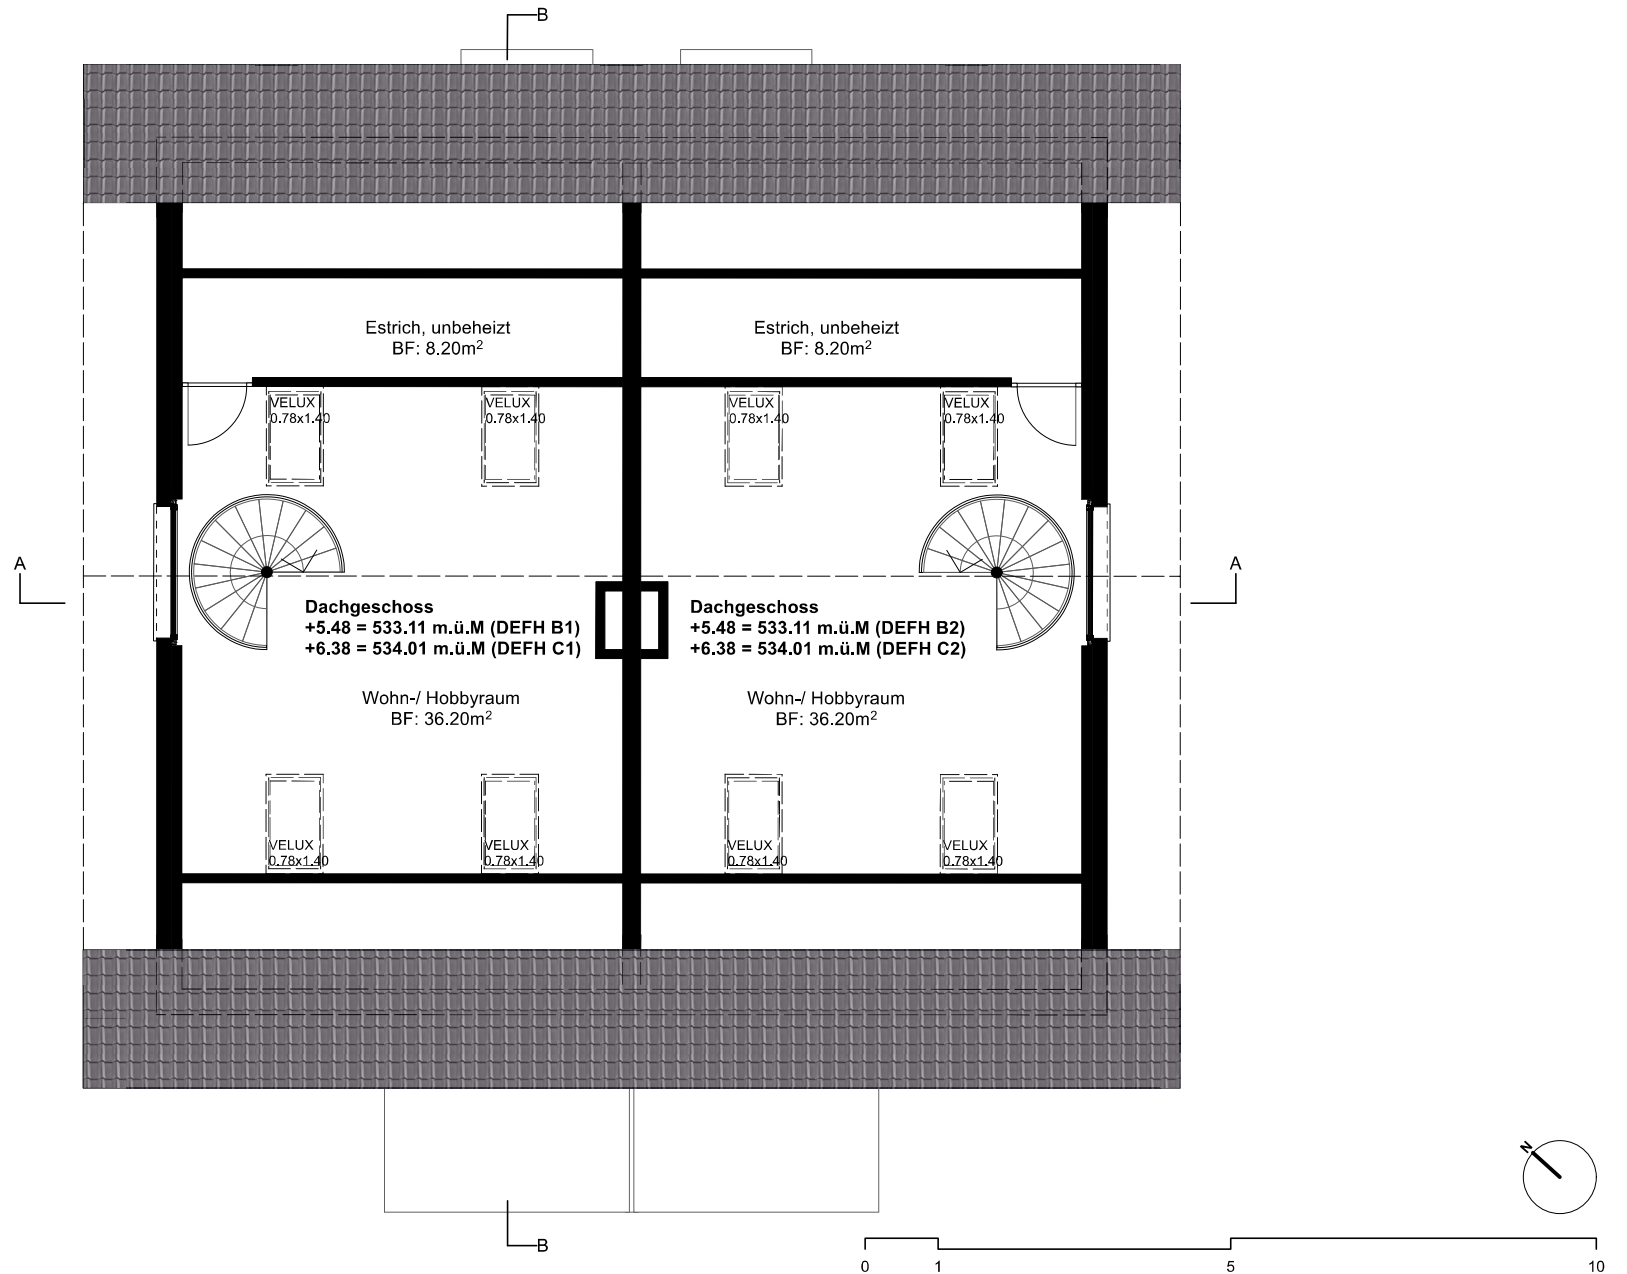 B
Estrich, unbeheizt
BF: 8.20m²
Estrich, unbeheizt
BF: 8.20m²
VELUX
0.78x1.40
VELUX
0.78x1.40
VELUX
0.78x1.40
VELUX
0.78x1.40
A
A
Dachgeschoss
+5.48 = 533.11 m.ü.M (DEFH B1)
+6.38 = 534.01 m.ü.M (DEFH C1)
Dachgeschoss
+5.48 = 533.11 m.ü.M (DEFH B2)
+6.38 = 534.01 m.ü.M (DEFH C2)
Wohn-/ Hobbyraum
BF: 36.20m²
Wohn-/ Hobbyraum
BF: 36.20m²
VELUX
0.78x1.40
VELUX
0.78x1.40
VELUX
0.78x1.40
VELUX
0.78x1.40
N
B
0 1 5 10